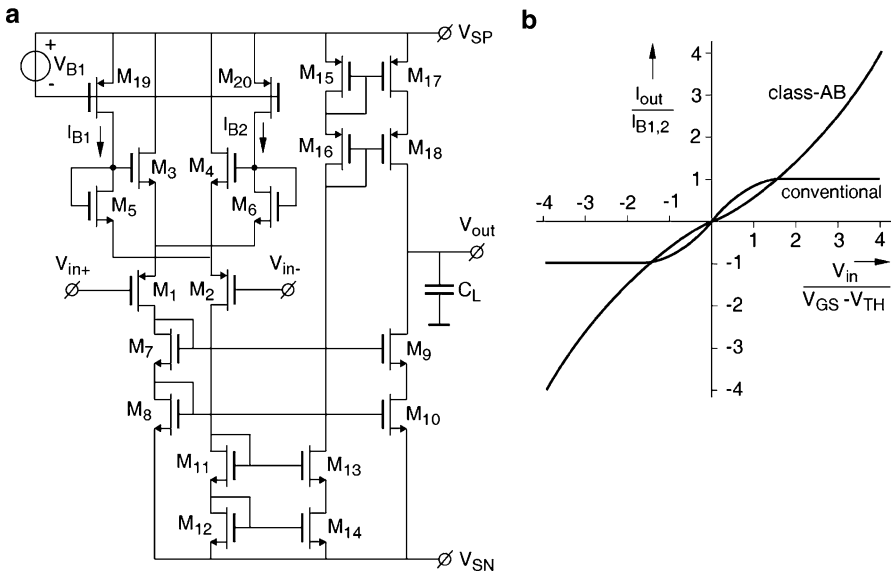 a
V_SP
+
V_B1
-
M_19
M_20
M_15
M_17
I_B1
I_B2
M_3
M_4
M_16
M_18
M_5
M_6
V_out
V_in+
V_in-
M_1
M_2
C_L
M_7
M_9
M_8
M_10
M_11
M_13
M_12
M_14
V_SN
b
I_out
I_B1,2
4
class-AB
3
2
1
conventional
-4
-3
-2
-1
1
2
3
4
-1
-2
-3
-4
V_in
V_GS -V_TH